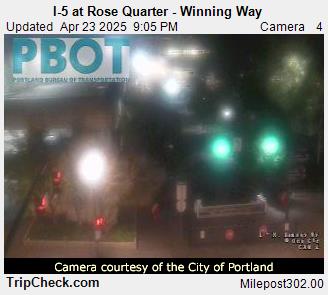 I-5 at Rose Quarter - Winning Way
Updated Apr 23 2025 9:05 PM Camera 4
PBOT
PORTLAND BUREAU OF TRANSPORTATION
Camera courtesy of the City of Portland
TripCheck.com Milepost302.00